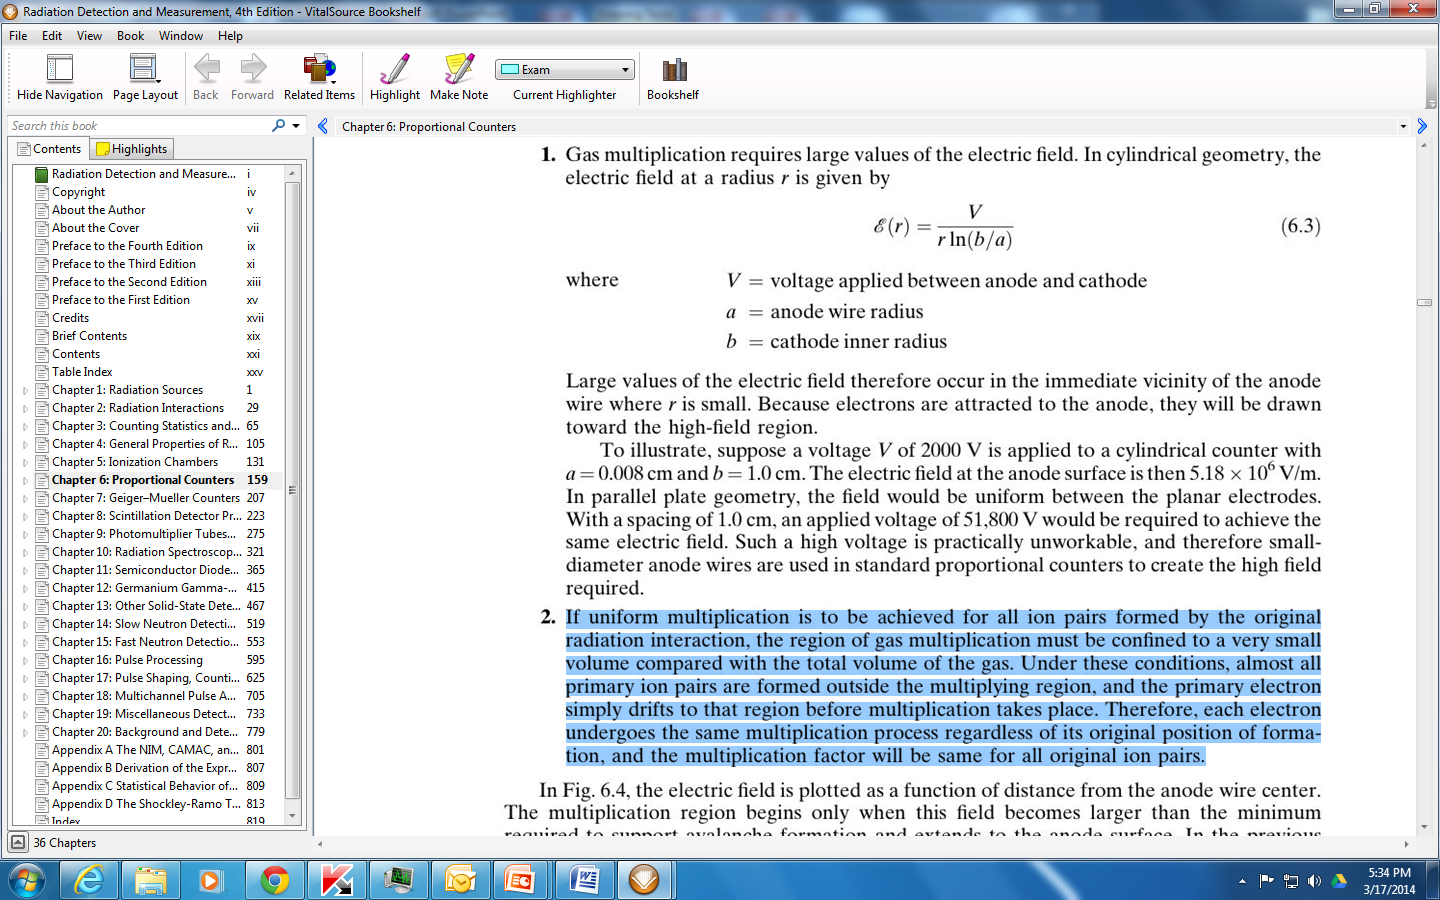 Radiation Detection and Measurement, 4th Edition - VitalSource Bookshelf
File Edit View Book Window Help
Hide Navigation Page Layout Back Forward Related Items Highlight Make Note Exam Current Highlighter Bookshelf
Search this book
Chapter 6: Proportional Counters
Contents Highlights
Radiation Detection and Measure... i
Copyright iv
About the Author v
About the Cover vii
Preface to the Fourth Edition ix
Preface to the Third Edition xi
Preface to the Second Edition xiii
Preface to the First Edition xv
Credits xvii
Brief Contents xix
Contents xxi
Table Index xxv
Chapter 1: Radiation Sources 1
Chapter 2: Radiation Interactions 29
Chapter 3: Counting Statistics and... 65
Chapter 4: General Properties of R... 105
Chapter 5: Ionization Chambers 131
Chapter 6: Proportional Counters 159
Chapter 7: Geiger–Mueller Counters 207
Chapter 8: Scintillation Detector Pr... 223
Chapter 9: Photomultiplier Tubes... 275
Chapter 10: Radiation Spectroscop... 321
Chapter 11: Semiconductor Diode... 365
Chapter 12: Germanium Gamma-... 415
Chapter 13: Other Solid-State Dete... 467
Chapter 14: Slow Neutron Detecti... 519
Chapter 15: Fast Neutron Detectio... 553
Chapter 16: Pulse Processing 595
Chapter 17: Pulse Shaping, Counti... 625
Chapter 18: Multichannel Pulse A... 705
Chapter 19: Miscellaneous Detect... 733
Chapter 20: Background and Dete... 779
Appendix A The NIM, CAMAC, an... 801
Appendix B Derivation of the Expr... 807
Appendix C Statistical Behavior of... 809
Appendix D The Shockley-Ramo T... 813
Index 819
36 Chapters
1. Gas multiplication requires large values of the electric field. In cylindrical geometry, the
electric field at a radius r is given by
ℰ(r) = V / r ln(b/a) (6.3)
where V = voltage applied between anode and cathode
a = anode wire radius
b = cathode inner radius
Large values of the electric field therefore occur in the immediate vicinity of the anode
wire where r is small. Because electrons are attracted to the anode, they will be drawn
toward the high-field region.
To illustrate, suppose a voltage V of 2000 V is applied to a cylindrical counter with
a = 0.008 cm and b = 1.0 cm. The electric field at the anode surface is then 5.18 × 10⁶ V/m.
In parallel plate geometry, the field would be uniform between the planar electrodes.
With a spacing of 1.0 cm, an applied voltage of 51,800 V would be required to achieve the
same electric field. Such a high voltage is practically unworkable, and therefore small-
diameter anode wires are used in standard proportional counters to create the high field
required.
2. If uniform multiplication is to be achieved for all ion pairs formed by the original
radiation interaction, the region of gas multiplication must be confined to a very small
volume compared with the total volume of the gas. Under these conditions, almost all
primary ion pairs are formed outside the multiplying region, and the primary electron
simply drifts to that region before multiplication takes place. Therefore, each electron
undergoes the same multiplication process regardless of its original position of forma-
tion, and the multiplication factor will be same for all original ion pairs.
In Fig. 6.4, the electric field is plotted as a function of distance from the anode wire center.
The multiplication region begins only when this field becomes larger than the minimum
required to support avalanche formation and extends to the anode surface. In the previous
5:34 PM
3/17/2014